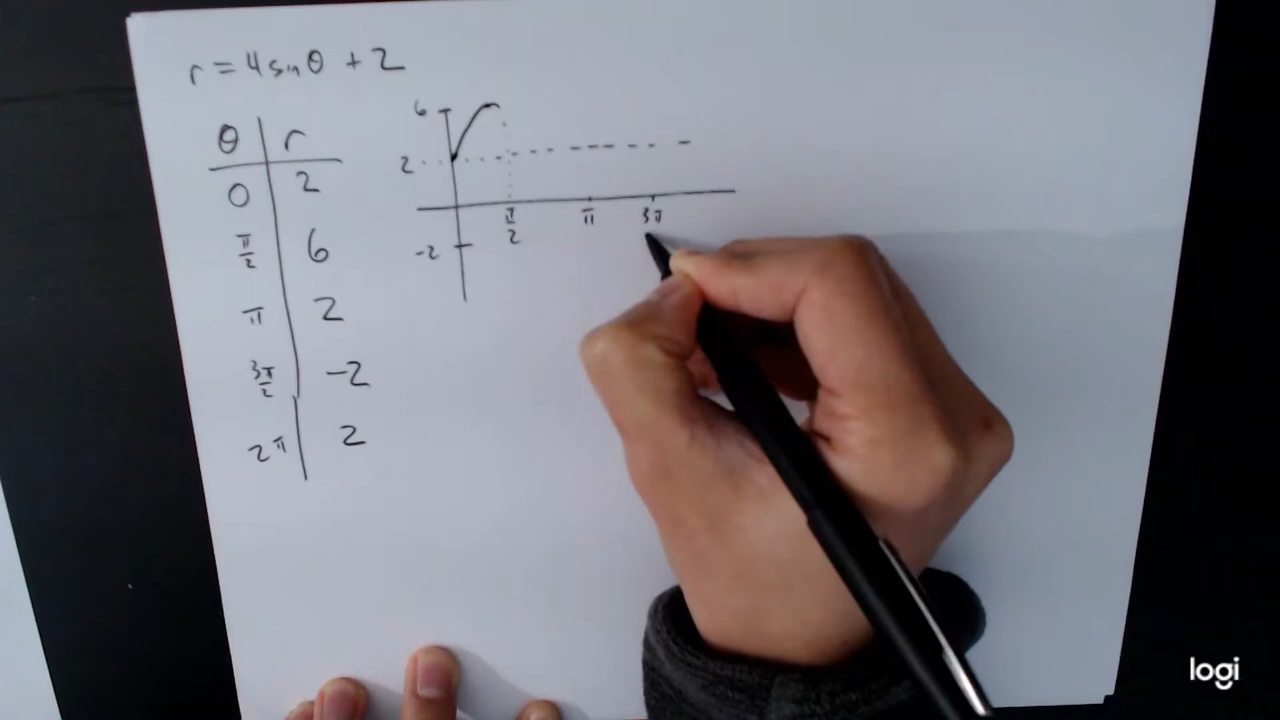 r = 4 sin θ + 2
θ r
0 2
π/2 6
π 2
3π/2 -2
2π 2
6
2
-2
π/2 π 3π
logi